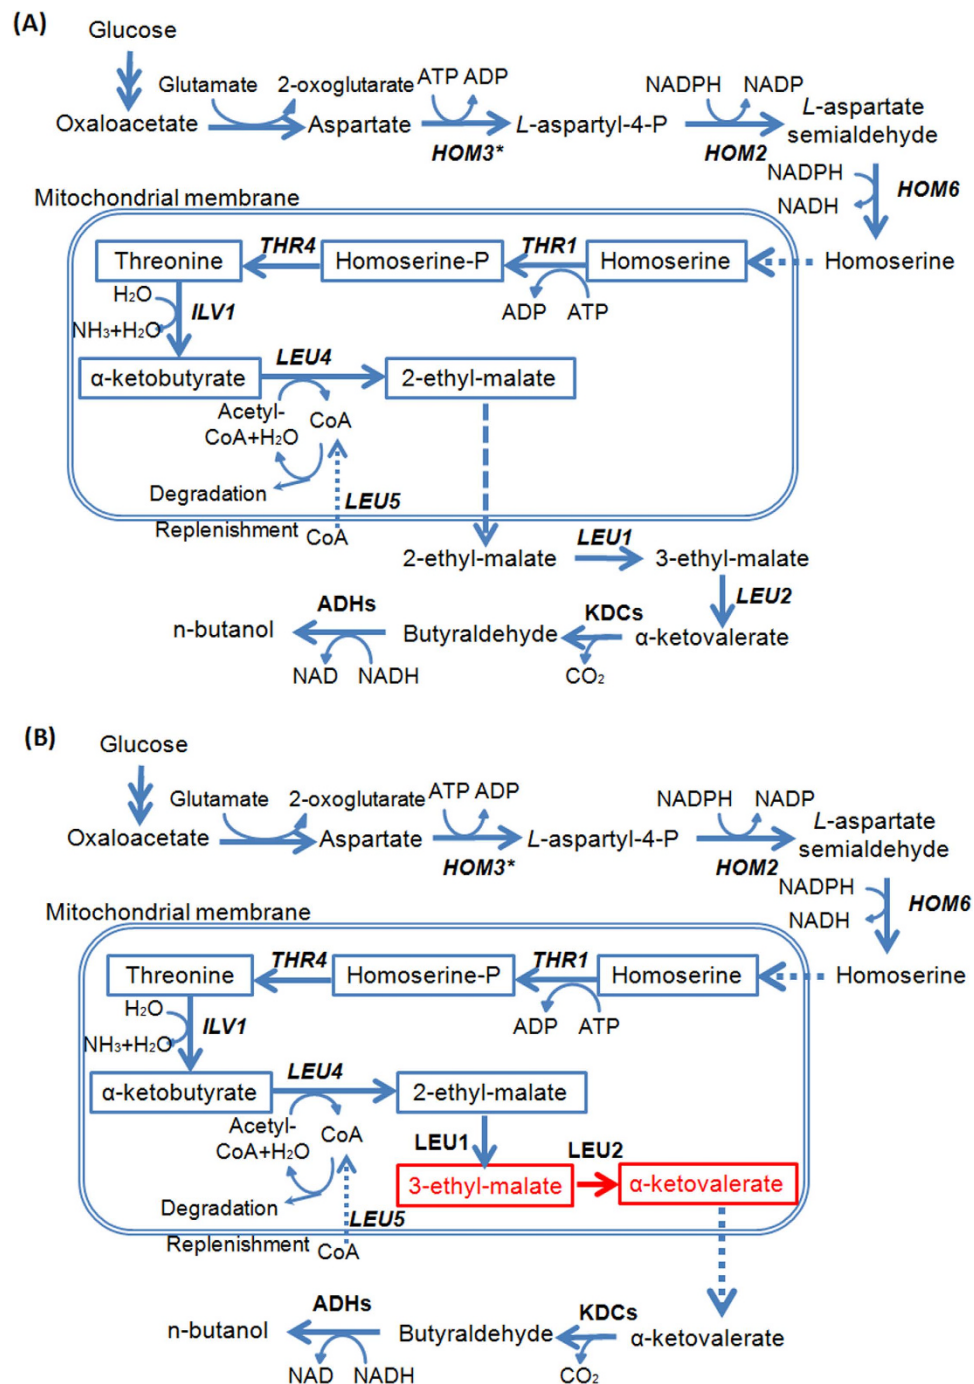 (A)
Glucose
Glutamate 2-oxoglutarate ATP ADP NADPH NADP
Oxaloacetate Aspartate L-aspartyl-4-P L-aspartate
semialdehyde
HOM3* HOM2
NADPH
HOM6
NADH
Mitochondrial membrane
THR4 THR1
Threonine Homoserine-P Homoserine Homoserine
H2O
ILV1
ADP ATP
NH3+H2O
LEU4
α-ketobutyrate 2-ethyl-malate
Acetyl-
CoA+H2O
CoA
Degradation
LEU5
Replenishment CoA
LEU1
2-ethyl-malate 3-ethyl-malate
LEU2
ADHs KDCs
n-butanol Butyraldehyde α-ketovalerate
NAD NADH CO2
(B)
Glucose
Glutamate 2-oxoglutarate ATP ADP NADPH NADP
Oxaloacetate Aspartate L-aspartyl-4-P L-aspartate
semialdehyde
HOM3* HOM2
NADPH
HOM6
NADH
Mitochondrial membrane
THR4 THR1
Threonine Homoserine-P Homoserine Homoserine
H2O
ILV1
ADP ATP
NH3+H2O
LEU4
α-ketobutyrate 2-ethyl-malate
Acetyl-
CoA+H2O
CoA
LEU1 LEU2
3-ethyl-malate α-ketovalerate
Degradation
LEU5
Replenishment CoA
ADHs KDCs
n-butanol Butyraldehyde α-ketovalerate
NAD NADH CO2